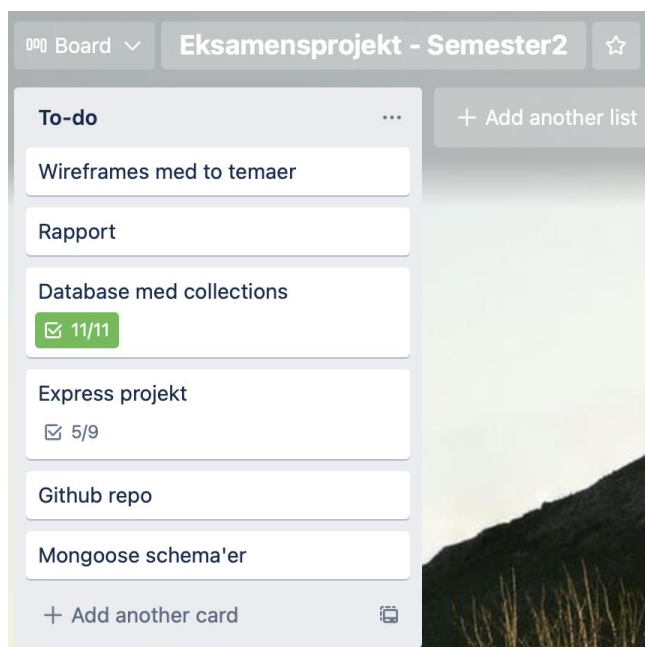 Board
Eksamensprojekt - Semester2
To-do
+ Add another list
Wireframes med to temaer
Rapport
Database med collections
11/11
Express projekt
5/9
Github repo
Mongoose schema'er
+ Add another card